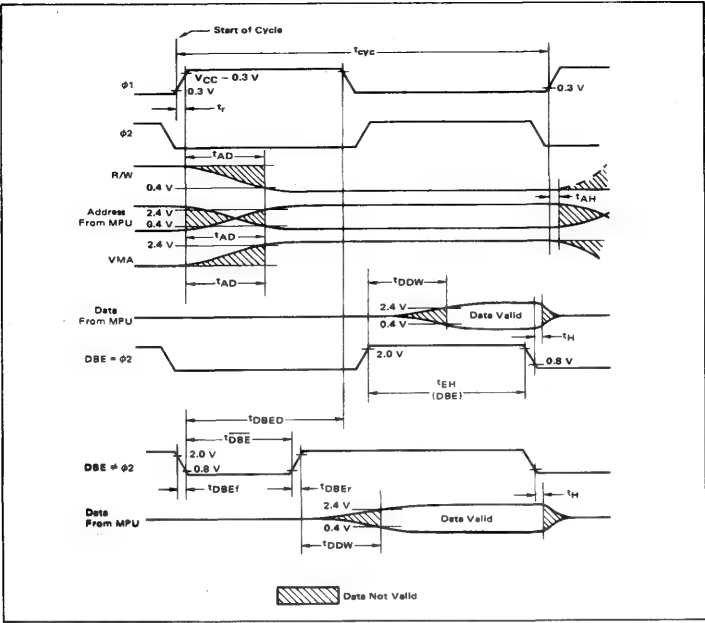 Start of Cycle
tcyc
VCC – 0.3 V
ϕ1
0.3 V
0.3 V
tr
ϕ2
tAD
R/W
0.4 V
tAH
Address
From MPU
2.4 V
0.4 V
tAD
2.4 V
VMA
tAD
tDDW
Data
From MPU
2.4 V
0.4 V
Data Valid
tH
DBE = ϕ2
2.0 V
0.8 V
tEH
(DBE)
tDBED
tDBE
DBE ≠ ϕ2
2.0 V
0.8 V
tDBEf
tDBEr
tH
Data
From MPU
2.4 V
0.4 V
Data Valid
tDDW
Data Not Valid